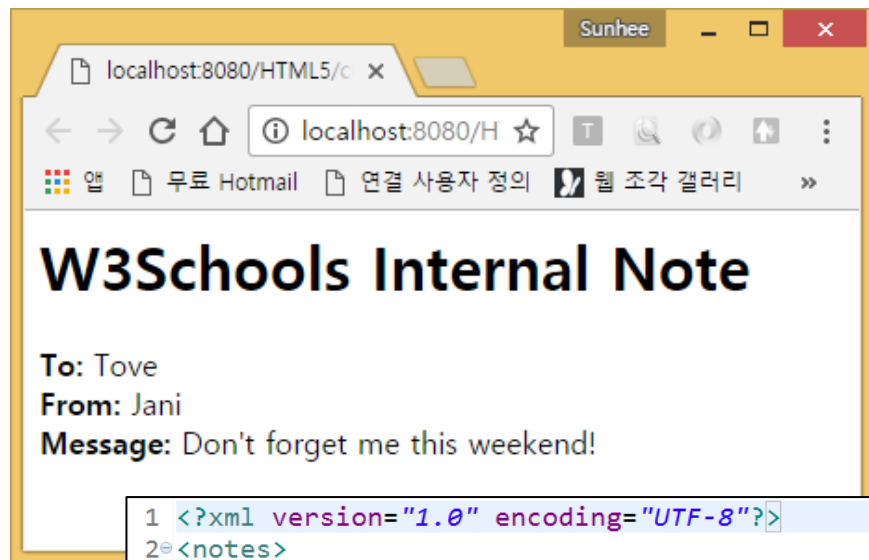 Sunhee
localhost:8080/HTML5/c
localhost:8080/H
앱 무료 Hotmail 연결 사용자 정의 웹 조각 갤러리 »
W3Schools Internal Note
To: Tove
From: Jani
Message: Don't forget me this weekend!
1 <?xml version="1.0" encoding="UTF-8"?>
2 <notes>